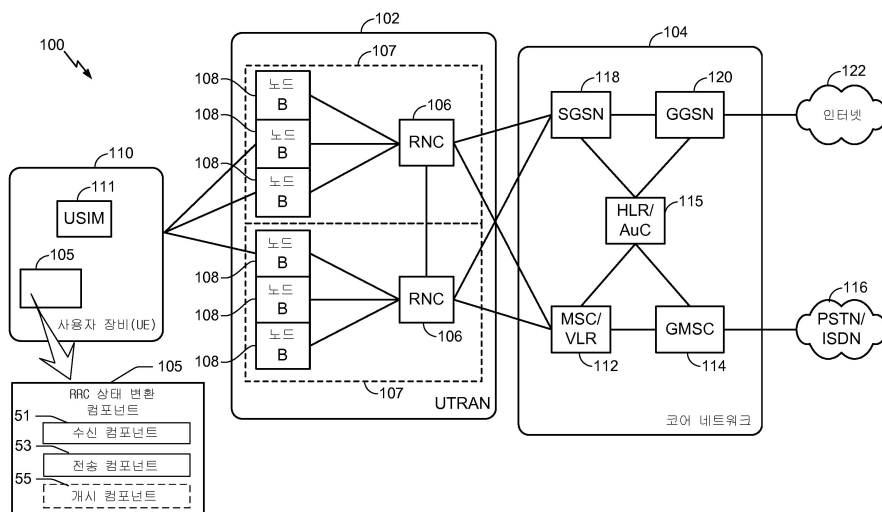 100
102
107
108
노드
B
108
노드
B
108
노드
B
106
RNC
108
노드
B
108
노드
B
108
노드
B
RNC
106
107
UTRAN
104
118
SGSN
120
GGSN
122
인터넷
HLR/
AuC
115
MSC/
VLR
112
GMSC
114
116
PSTN/
ISDN
코어 네트워크
110
111
USIM
105
사용자 장비(UE)
105
RRC 상태 변환
컴포넌트
51
수신 컴포넌트
53
전송 컴포넌트
55
개시 컴포넌트